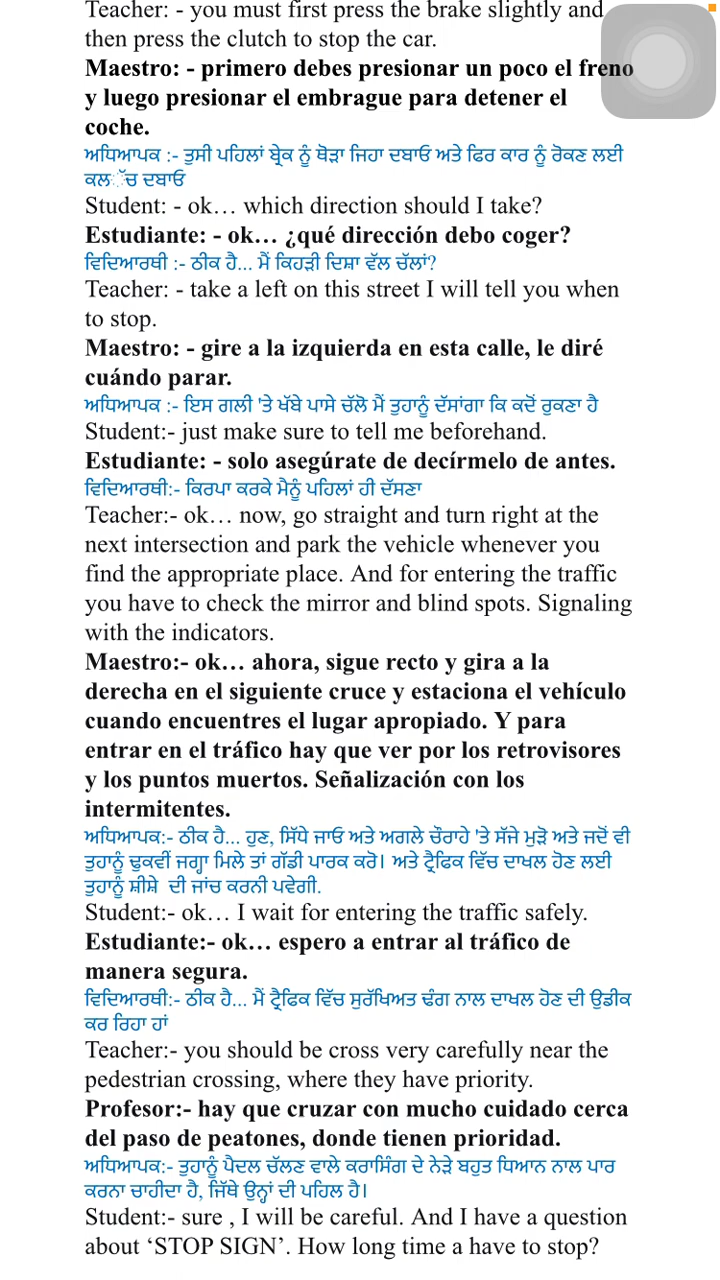 Teacher: - you must first press the brake slightly and
then press the clutch to stop the car.
Maestro: - primero debes presionar un poco el freno
y luego presionar el embrague para detener el
coche.
ਅਧਿਆਪਕ :- ਤੁਸੀ ਪਹਿਲਾਂ ਬ੍ਰੇਕ ਨੂੰ ਥੋੜਾ ਜਿਹਾ ਦਬਾਓ ਅਤੇ ਫਿਰ ਕਾਰ ਨੂੰ ਰੋਕਣ ਲਈ
ਕਲੱਚ ਦਬਾਓ
Student: - ok… which direction should I take?
Estudiante: - ok… ¿qué dirección debo coger?
ਵਿਦਿਆਰਥੀ :- ਠੀਕ ਹੈ... ਮੈਂ ਕਿਹੜੀ ਦਿਸ਼ਾ ਵੱਲ ਚੱਲਾਂ?
Teacher: - take a left on this street I will tell you when
to stop.
Maestro: - gire a la izquierda en esta calle, le diré
cuándo parar.
ਅਧਿਆਪਕ :- ਇਸ ਗਲੀ 'ਤੇ ਖੱਬੇ ਪਾਸੇ ਚੱਲੋ ਮੈਂ ਤੁਹਾਨੂੰ ਦੱਸਾਂਗਾ ਕਿ ਕਦੋਂ ਰੁਕਣਾ ਹੈ
Student:- just make sure to tell me beforehand.
Estudiante: - solo asegúrate de decírmelo de antes.
ਵਿਦਿਆਰਥੀ:- ਕਿਰਪਾ ਕਰਕੇ ਮੈਨੂੰ ਪਹਿਲਾਂ ਹੀ ਦੱਸਣਾ
Teacher:- ok… now, go straight and turn right at the
next intersection and park the vehicle whenever you
find the appropriate place. And for entering the traffic
you have to check the mirror and blind spots. Signaling
with the indicators.
Maestro:- ok… ahora, sigue recto y gira a la
derecha en el siguiente cruce y estaciona el vehículo
cuando encuentres el lugar apropiado. Y para
entrar en el tráfico hay que ver por los retrovisores
y los puntos muertos. Señalización con los
intermitentes.
ਅਧਿਆਪਕ:- ਠੀਕ ਹੈ... ਹੁਣ, ਸਿੱਧੇ ਜਾਓ ਅਤੇ ਅਗਲੇ ਚੌਰਾਹੇ 'ਤੇ ਸੱਜੇ ਮੁੜੋ ਅਤੇ ਜਦੋਂ ਵੀ
ਤੁਹਾਨੂੰ ਢੁਕਵੀਂ ਜਗ੍ਹਾ ਮਿਲੇ ਤਾਂ ਗੱਡੀ ਪਾਰਕ ਕਰੋ। ਅਤੇ ਟ੍ਰੈਫਿਕ ਵਿੱਚ ਦਾਖਲ ਹੋਣ ਲਈ
ਤੁਹਾਨੂੰ ਸ਼ੀਸ਼ੇ ਦੀ ਜਾਂਚ ਕਰਨੀ ਪਵੇਗੀ.
Student:- ok… I wait for entering the traffic safely.
Estudiante:- ok… espero a entrar al tráfico de
manera segura.
ਵਿਦਿਆਰਥੀ:- ਠੀਕ ਹੈ... ਮੈਂ ਟ੍ਰੈਫਿਕ ਵਿੱਚ ਸੁਰੱਖਿਅਤ ਢੰਗ ਨਾਲ ਦਾਖਲ ਹੋਣ ਦੀ ਉਡੀਕ
ਕਰ ਰਿਹਾ ਹਾਂ
Teacher:- you should be cross very carefully near the
pedestrian crossing, where they have priority.
Profesor:- hay que cruzar con mucho cuidado cerca
del paso de peatones, donde tienen prioridad.
ਅਧਿਆਪਕ:- ਤੁਹਾਨੂੰ ਪੈਦਲ ਚੱਲਣ ਵਾਲੇ ਕਰਾਸਿੰਗ ਦੇ ਨੇੜੇ ਬਹੁਤ ਧਿਆਨ ਨਾਲ ਪਾਰ
ਕਰਨਾ ਚਾਹੀਦਾ ਹੈ, ਜਿੱਥੇ ਉਨ੍ਹਾਂ ਦੀ ਪਹਿਲ ਹੈ।
Student:- sure , I will be careful. And I have a question
about ‘STOP SIGN’. How long time a have to stop?